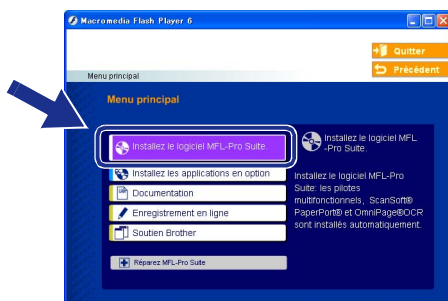 Macromedia Flash Player 6
Quitter
Précédent
Menu principal
Menu principal
Installez le logiciel MFL-Pro Suite.
Installez les applications en option
Documentation
Enregistrement en ligne
Soutien Brother
Réparez MFL-Pro Suite
Installez le logiciel MFL
-Pro Suite.
Installez le logiciel MFL-Pro
Suite: les pilotes
multifonctionnels, ScanSoft®
PaperPort® et OmniPage®OCR
sont installés automatiquement.